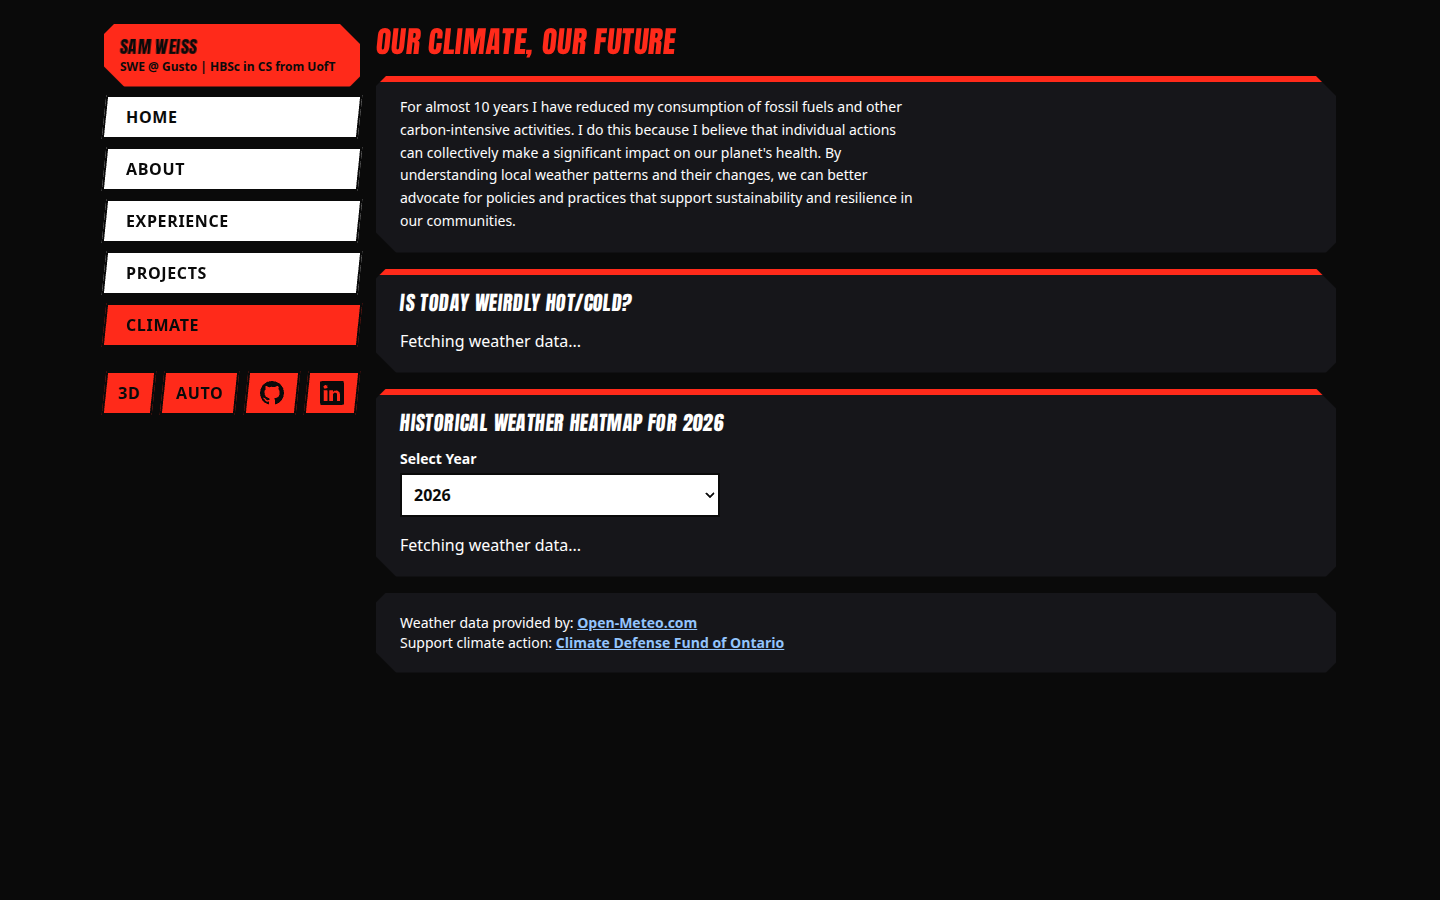 SAM WEISS
SWE @ Gusto | HBSc in CS from UofT
HOME
ABOUT
EXPERIENCE
PROJECTS
CLIMATE
3D
AUTO
in
OUR CLIMATE, OUR FUTURE
For almost 10 years I have reduced my consumption of fossil fuels and other
carbon-intensive activities. I do this because I believe that individual actions
can collectively make a significant impact on our planet's health. By
understanding local weather patterns and their changes, we can better
advocate for policies and practices that support sustainability and resilience in
our communities.
IS TODAY WEIRDLY HOT/COLD?
Fetching weather data...
HISTORICAL WEATHER HEATMAP FOR 2026
Select Year
2026
Fetching weather data...
Weather data provided by: Open-Meteo.com
Support climate action: Climate Defense Fund of Ontario